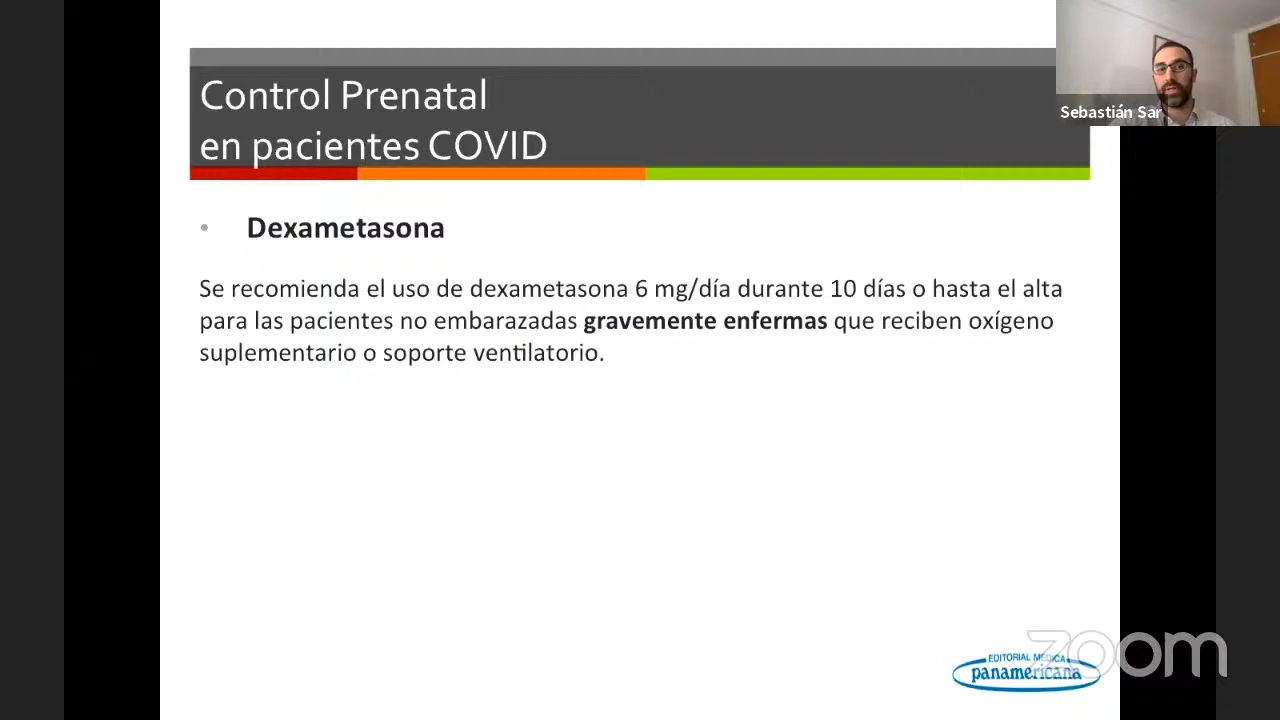 Control Prenatal
en pacientes COVID
Sebastián Sar
• Dexametasona
Se recomienda el uso de dexametasona 6 mg/día durante 10 días o hasta el alta
para las pacientes no embarazadas gravemente enfermas que reciben oxígeno
suplementario o soporte ventilatorio.
EDITORIAL MEDICA
panamericana
zoom